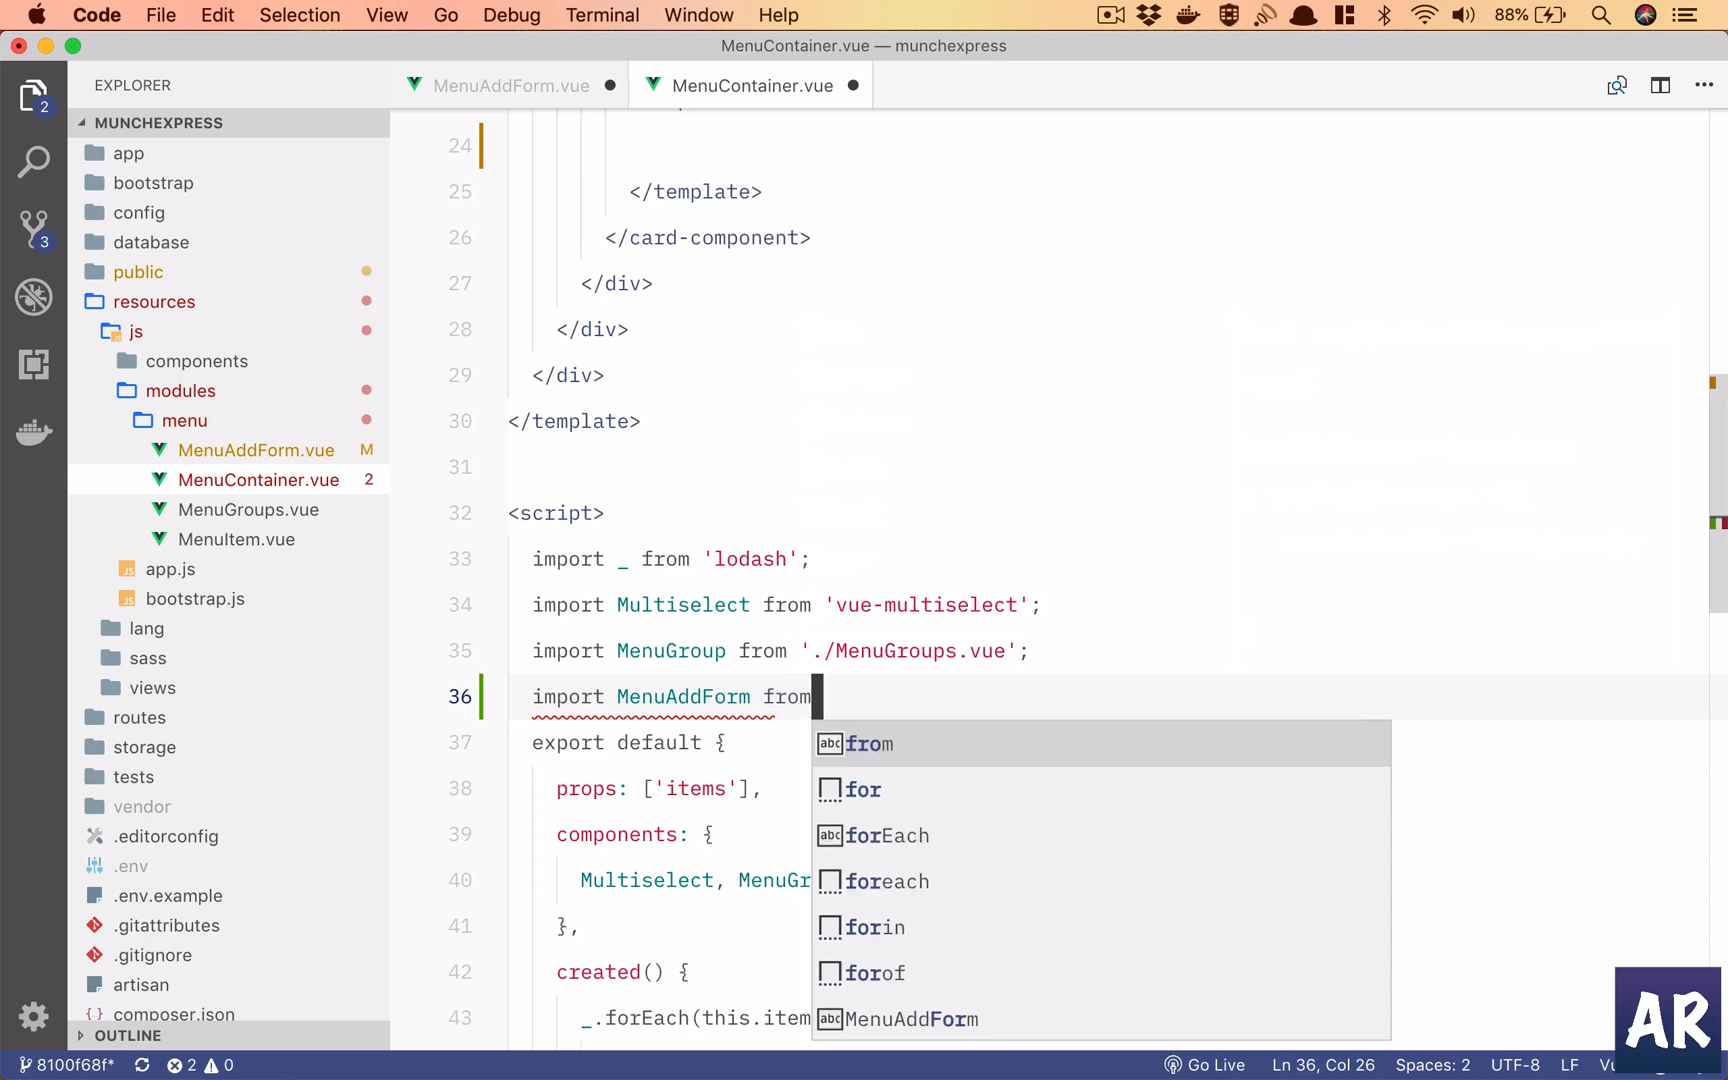 Code File Edit Selection View Go Debug Terminal Window Help 88%
MenuContainer.vue — munchexpress
EXPLORER
MenuAddForm.vue
MenuContainer.vue
2
3
MUNCHEXPRESS
app
bootstrap
config
database
public
resources
js
components
modules
menu
MenuAddForm.vue M
MenuContainer.vue 2
MenuGroups.vue
MenuItem.vue
app.js
bootstrap.js
lang
sass
views
routes
storage
tests
vendor
.editorconfig
.env
.env.example
.gitattributes
.gitignore
artisan
composer.json
OUTLINE
24
25 </template>
26 </card-component>
27 </div>
28 </div>
29 </div>
30 </template>
31
32 <script>
33 import _ from 'lodash';
34 import Multiselect from 'vue-multiselect';
35 import MenuGroup from './MenuGroups.vue';
36 import MenuAddForm from
37 export default {
38 props: ['items'],
39 components: {
40 Multiselect, MenuGr
41 },
42 created() {
43 _.forEach(this.item
abc from
for
abc forEach
foreach
forin
forof
abc MenuAddForm
AR
8100f68f* 2 0 Go Live Ln 36, Col 26 Spaces: 2 UTF-8 LF